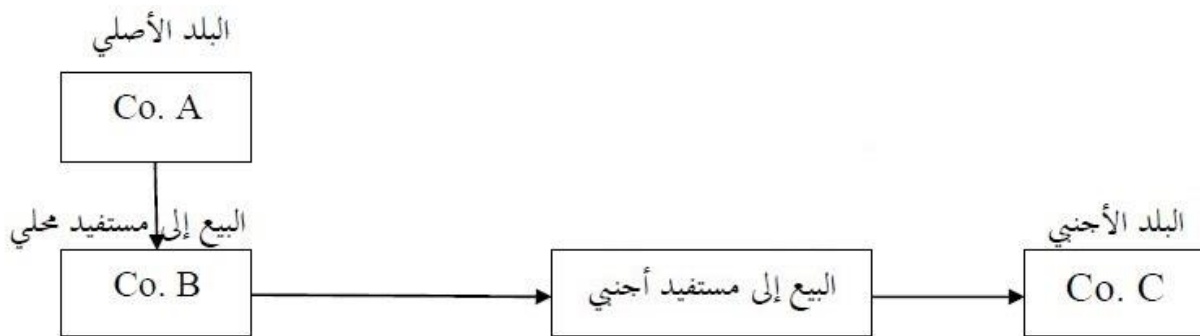 البلد الأصلي
Co. A
البيع إلى مستفيد محلي
البلد الأجنبي
Co. B
البيع إلى مستفيد أجنبي
Co. C